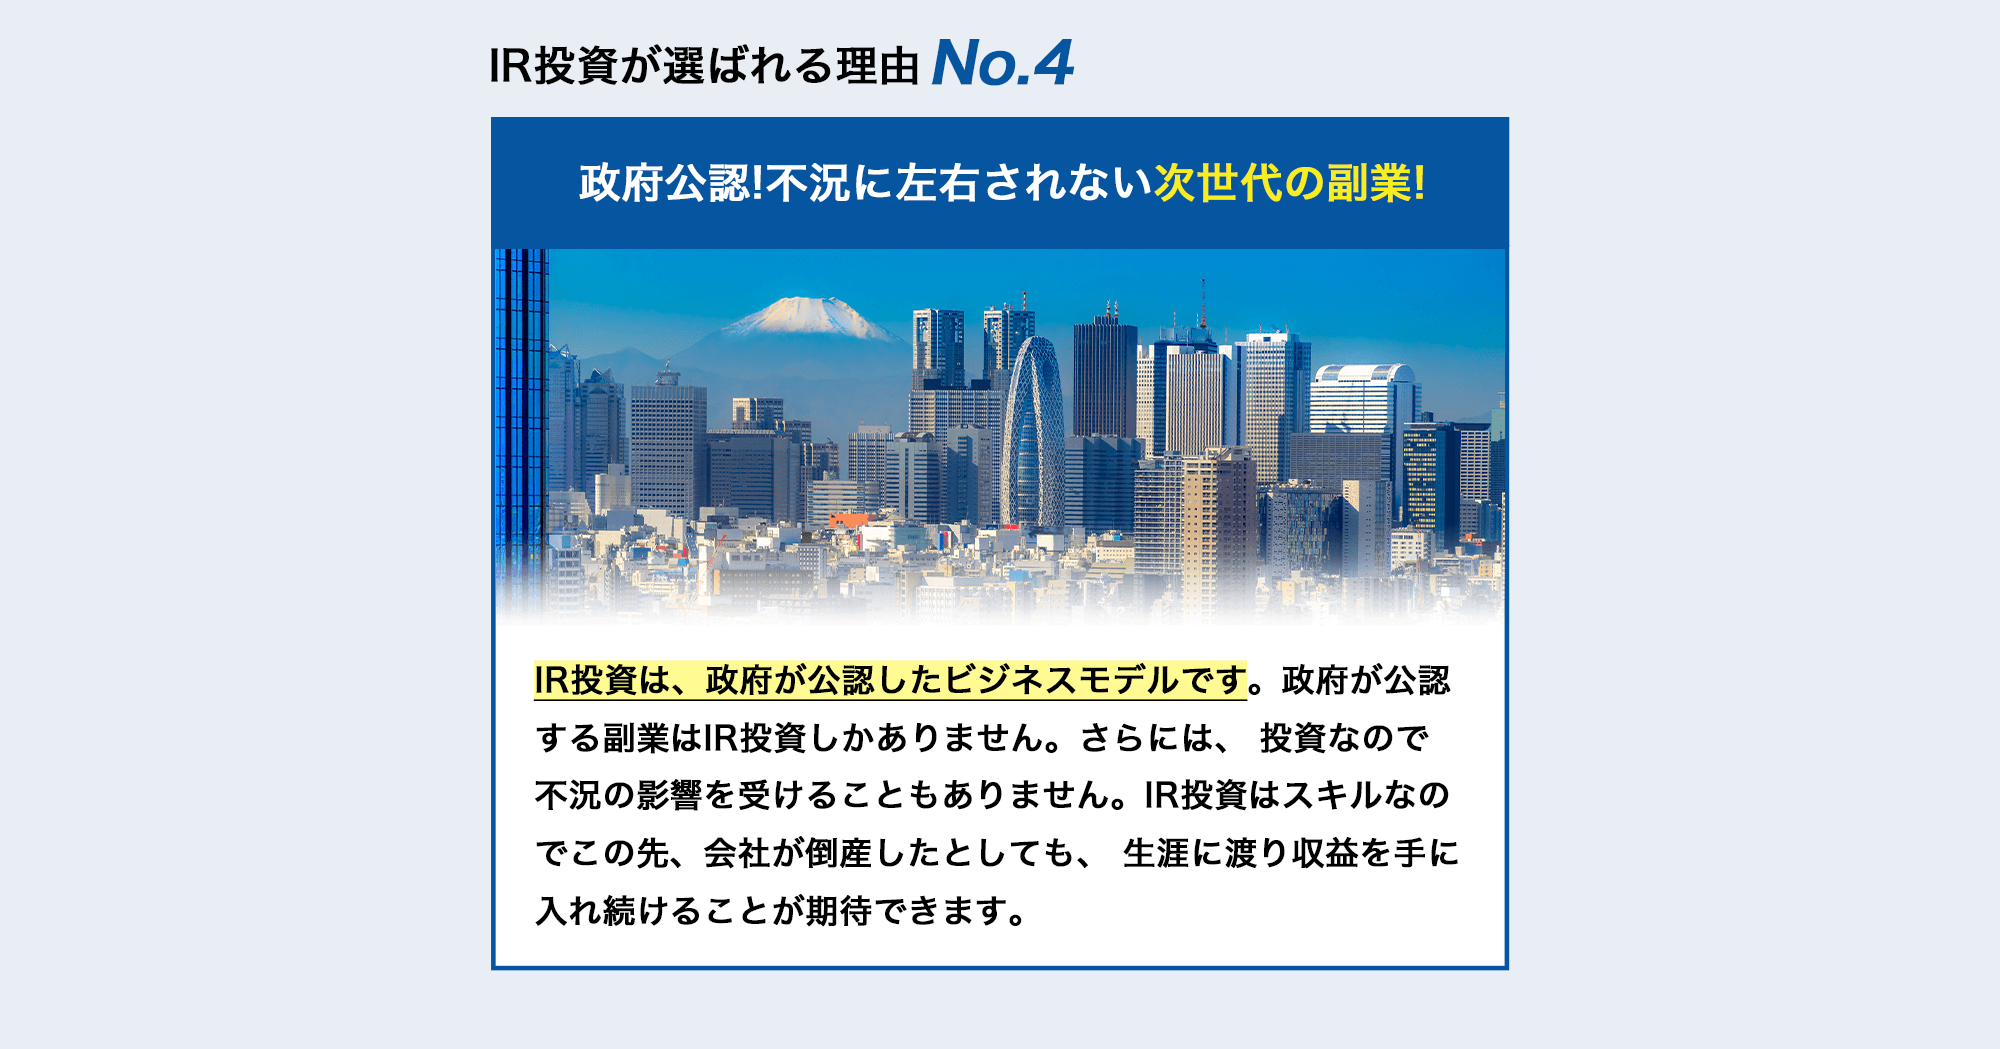 IR投資が選ばれる理由 No.4
政府公認!不況に左右されない次世代の副業!
IR投資は、政府が公認したビジネスモデルです。政府が公認
する副業はIR投資しかありません。さらには、 投資なので
不況の影響を受けることもありません。IR投資はスキルなの
でこの先、会社が倒産したとしても、 生涯に渡り収益を手に
入れ続けることが期待できます。